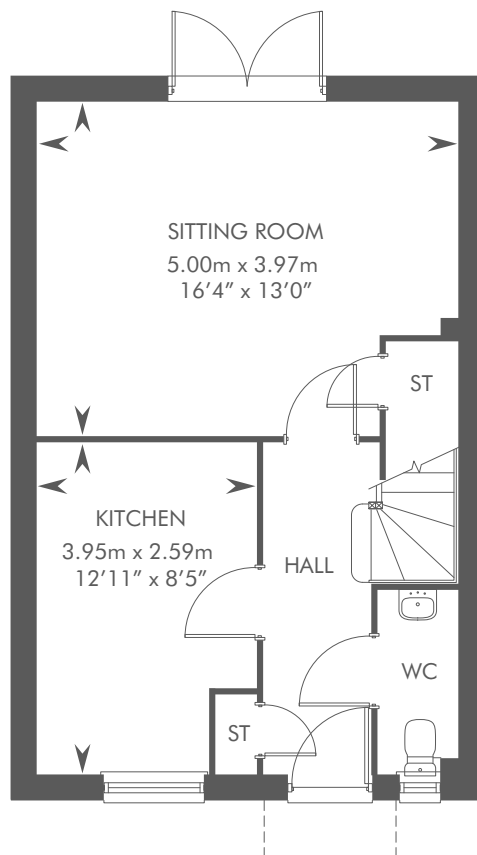 SITTING ROOM
5.00m x 3.97m
16’4” x 13’0”
ST
KITCHEN
3.95m x 2.59m
12’11” x 8’5”
HALL
WC
ST